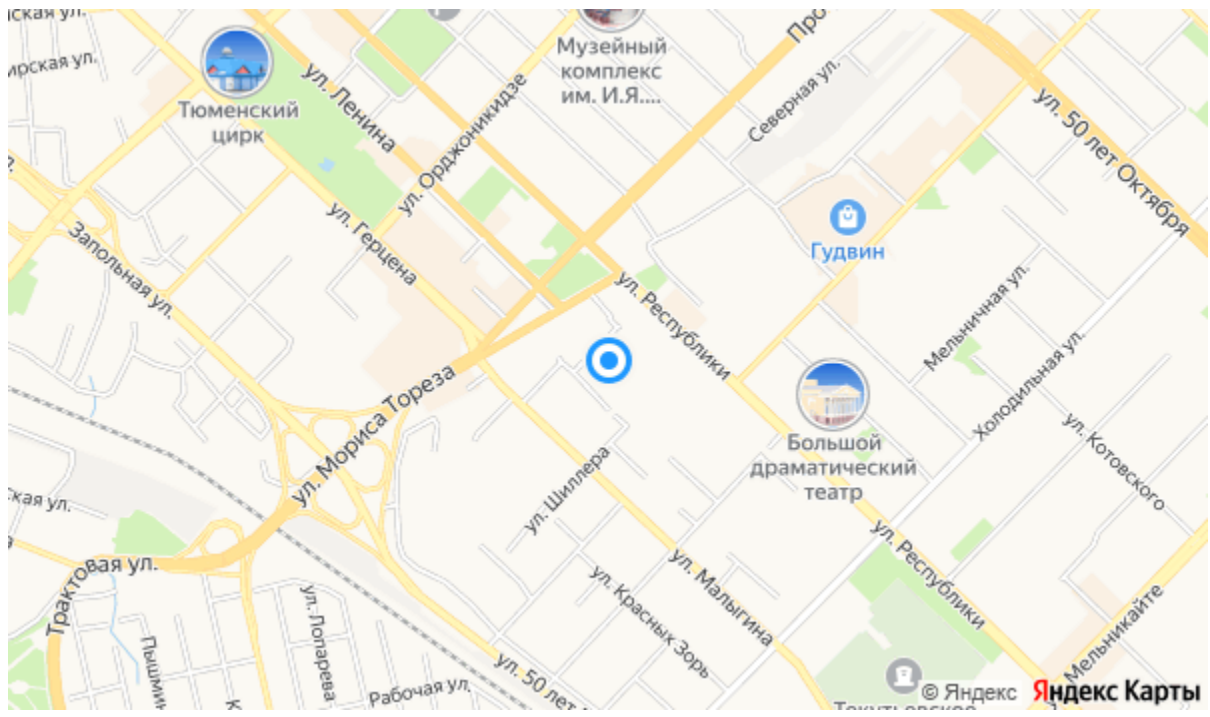 ская ул.
ирская ул.
Тюменский
цирк
ул. Ленина
ул. Орджоникидзе
Музейный
комплекс
им. И.Я....
Про
Северная ул.
ул. 50 лет Октября
Запольная ул.
ул. Герцена
Гудвин
ул. Республики
Мельничная ул.
Холодильная ул.
ул. Котовского
Большой
драматический
театр
ул. Мориса Тореза
ул. Шиллера
ская ул.
Трактовая ул.
ул. Лопарева
Пышмин
Рабочая ул.
ул. 50 лет
ул. Красных Зорь
ул. Малыгина
ул. Республики
Мельникайте
Текутьевское
© Яндекс Яндекс Карты